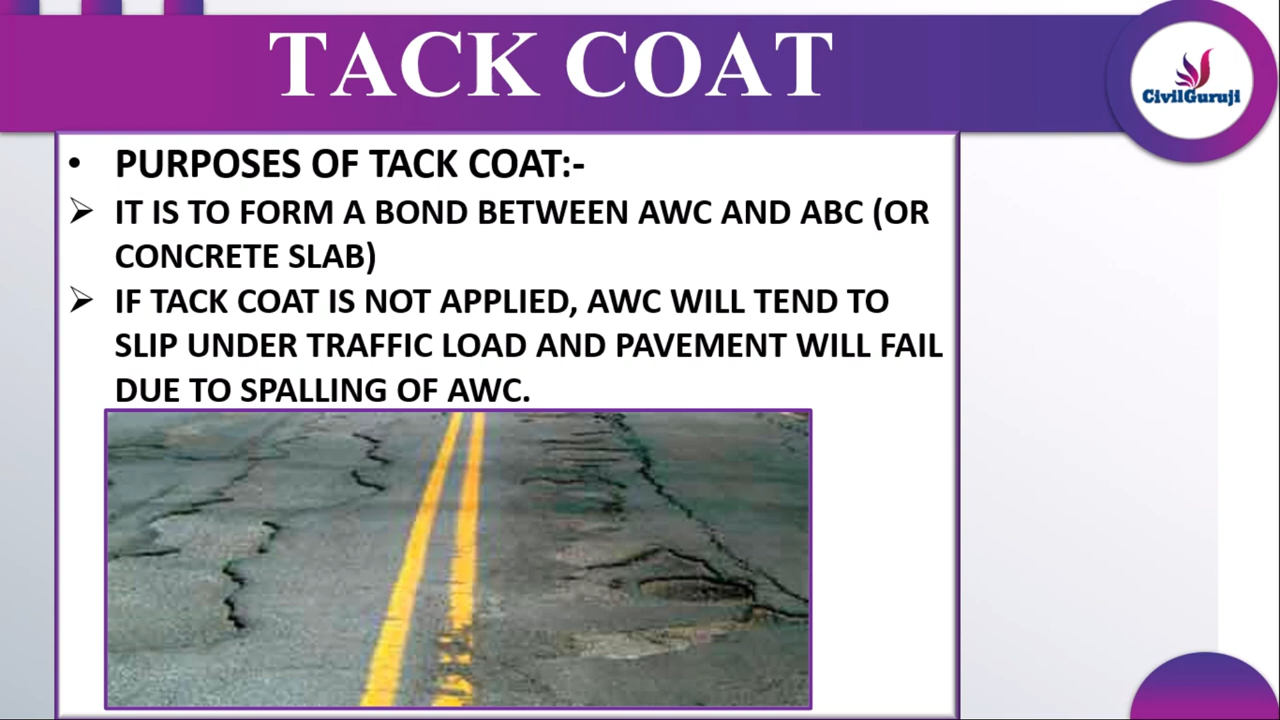 TACK COAT
CivilGuruji
• PURPOSES OF TACK COAT:-
➢ IT IS TO FORM A BOND BETWEEN AWC AND ABC (OR
CONCRETE SLAB)
➢ IF TACK COAT IS NOT APPLIED, AWC WILL TEND TO
SLIP UNDER TRAFFIC LOAD AND PAVEMENT WILL FAIL
DUE TO SPALLING OF AWC.